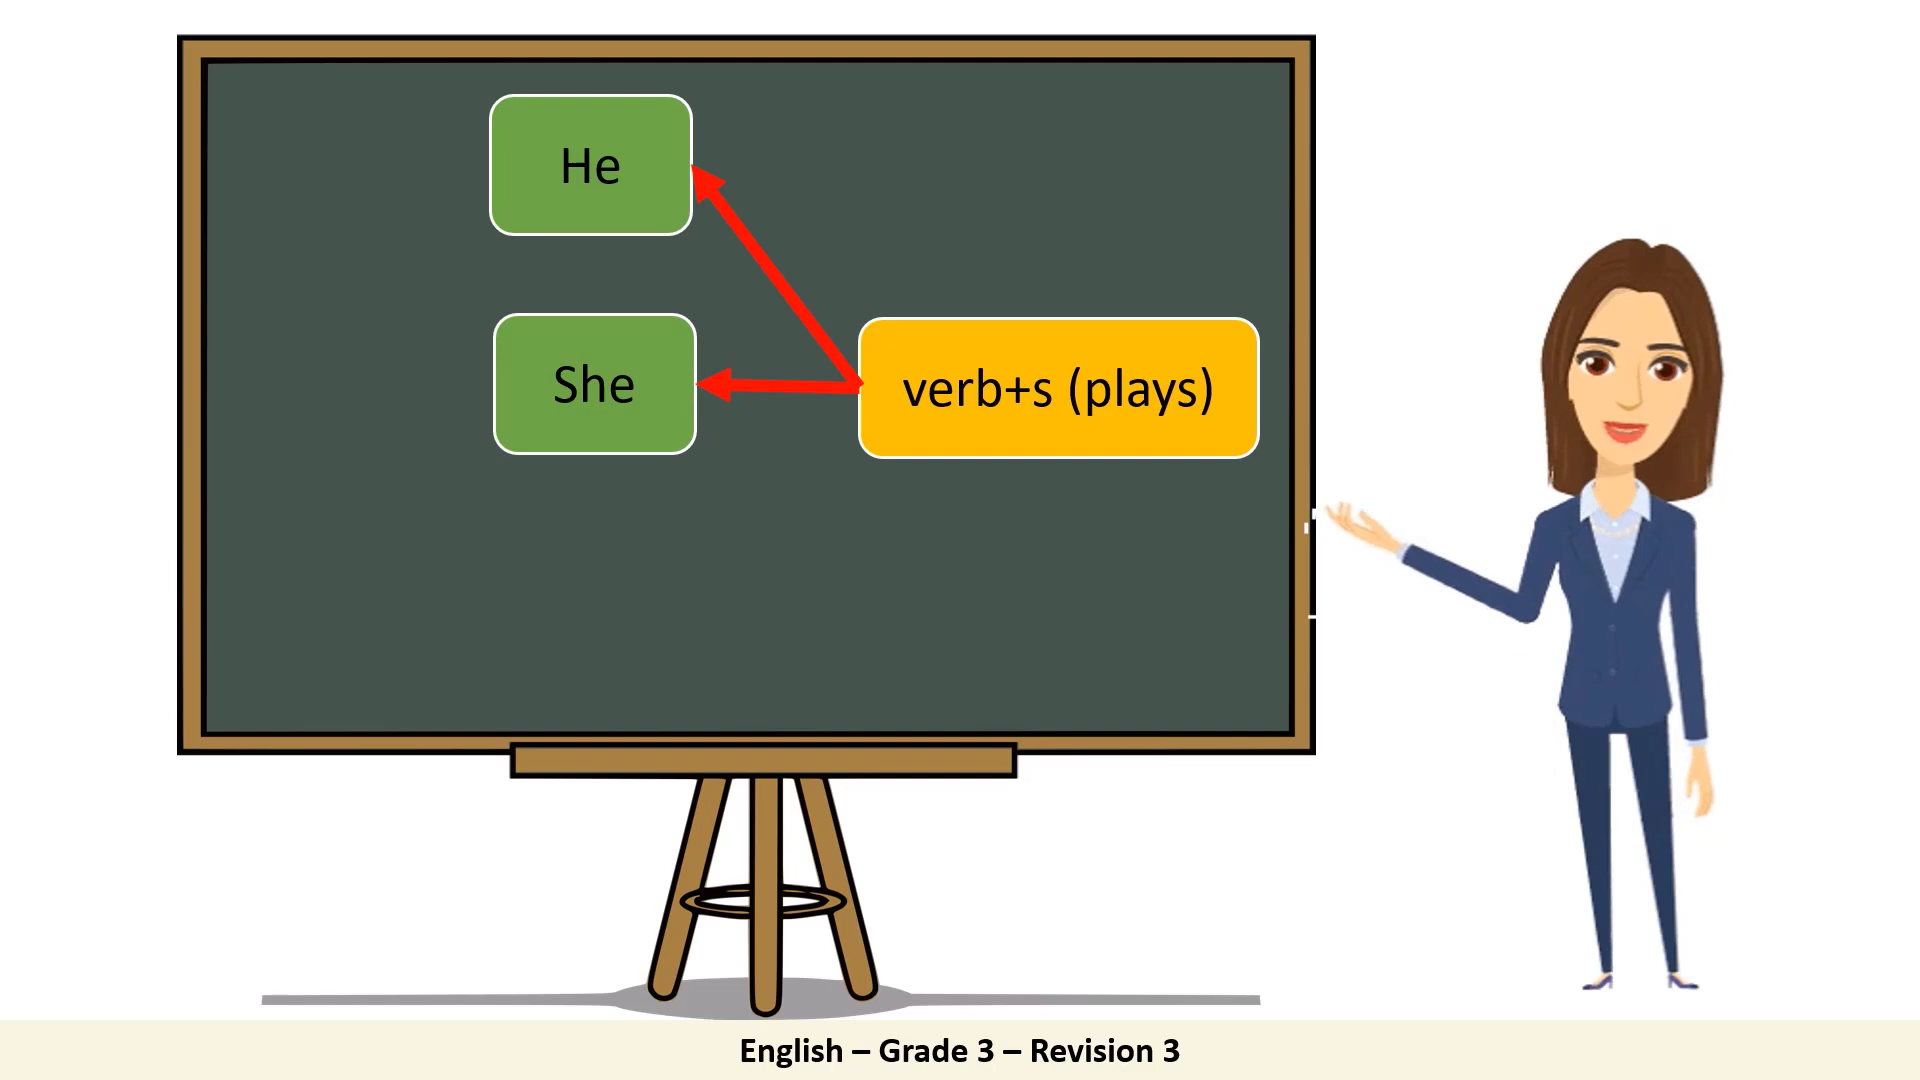 He
She
verb+s (plays)
English – Grade 3 – Revision 3